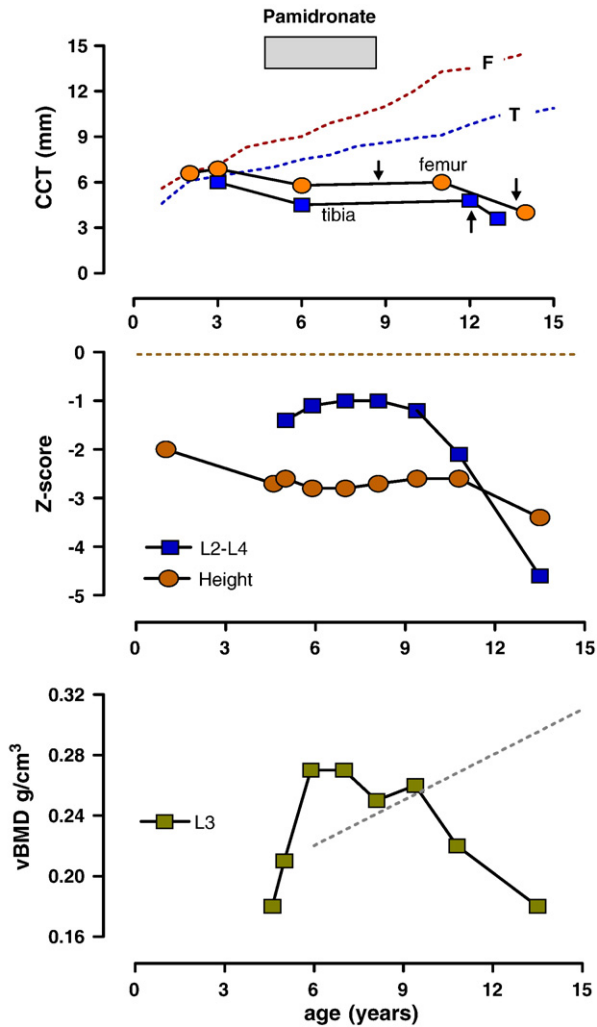 Pamidronate
15
12
9
6
3
0
CCT (mm)
F
T
femur
tibia
0 3 6 9 12 15
0
-1
-2
-3
-4
-5
Z-score
L2-L4
Height
0 3 6 9 12 15
0.32
0.28
0.24
0.20
0.16
vBMD g/cm³
L3
0 3 6 9 12 15
age (years)